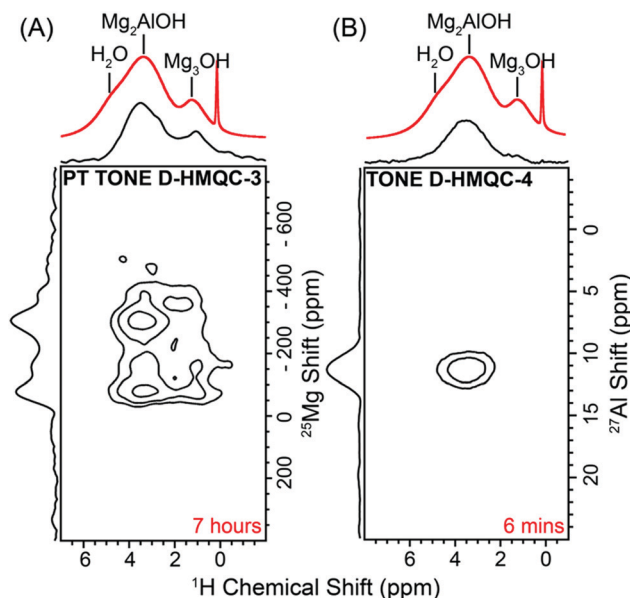 (A)
Mg₂AlOH
H₂O
Mg₃OH
PT TONE D-HMQC-3
- 600
- 400
- 200
0
200
²⁵Mg Shift (ppm)
7 hours
6 4 2 0
(B)
Mg₂AlOH
H₂O
Mg₃OH
TONE D-HMQC-4
0
5
10
15
20
²⁷Al Shift (ppm)
6 mins
6 4 2 0
¹H Chemical Shift (ppm)